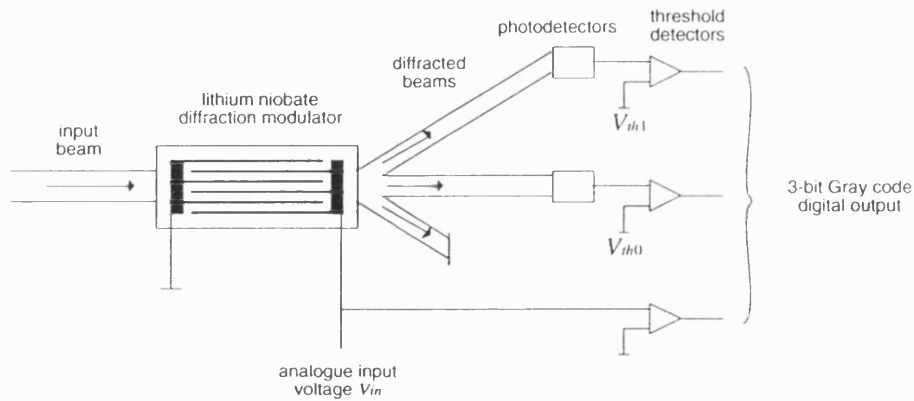 threshold
detectors
photodetectors
diffracted
beams
lithium niobate
diffraction modulator
input
beam
V_th1
3-bit Gray code
digital output
V_th0
analogue input
voltage V_in